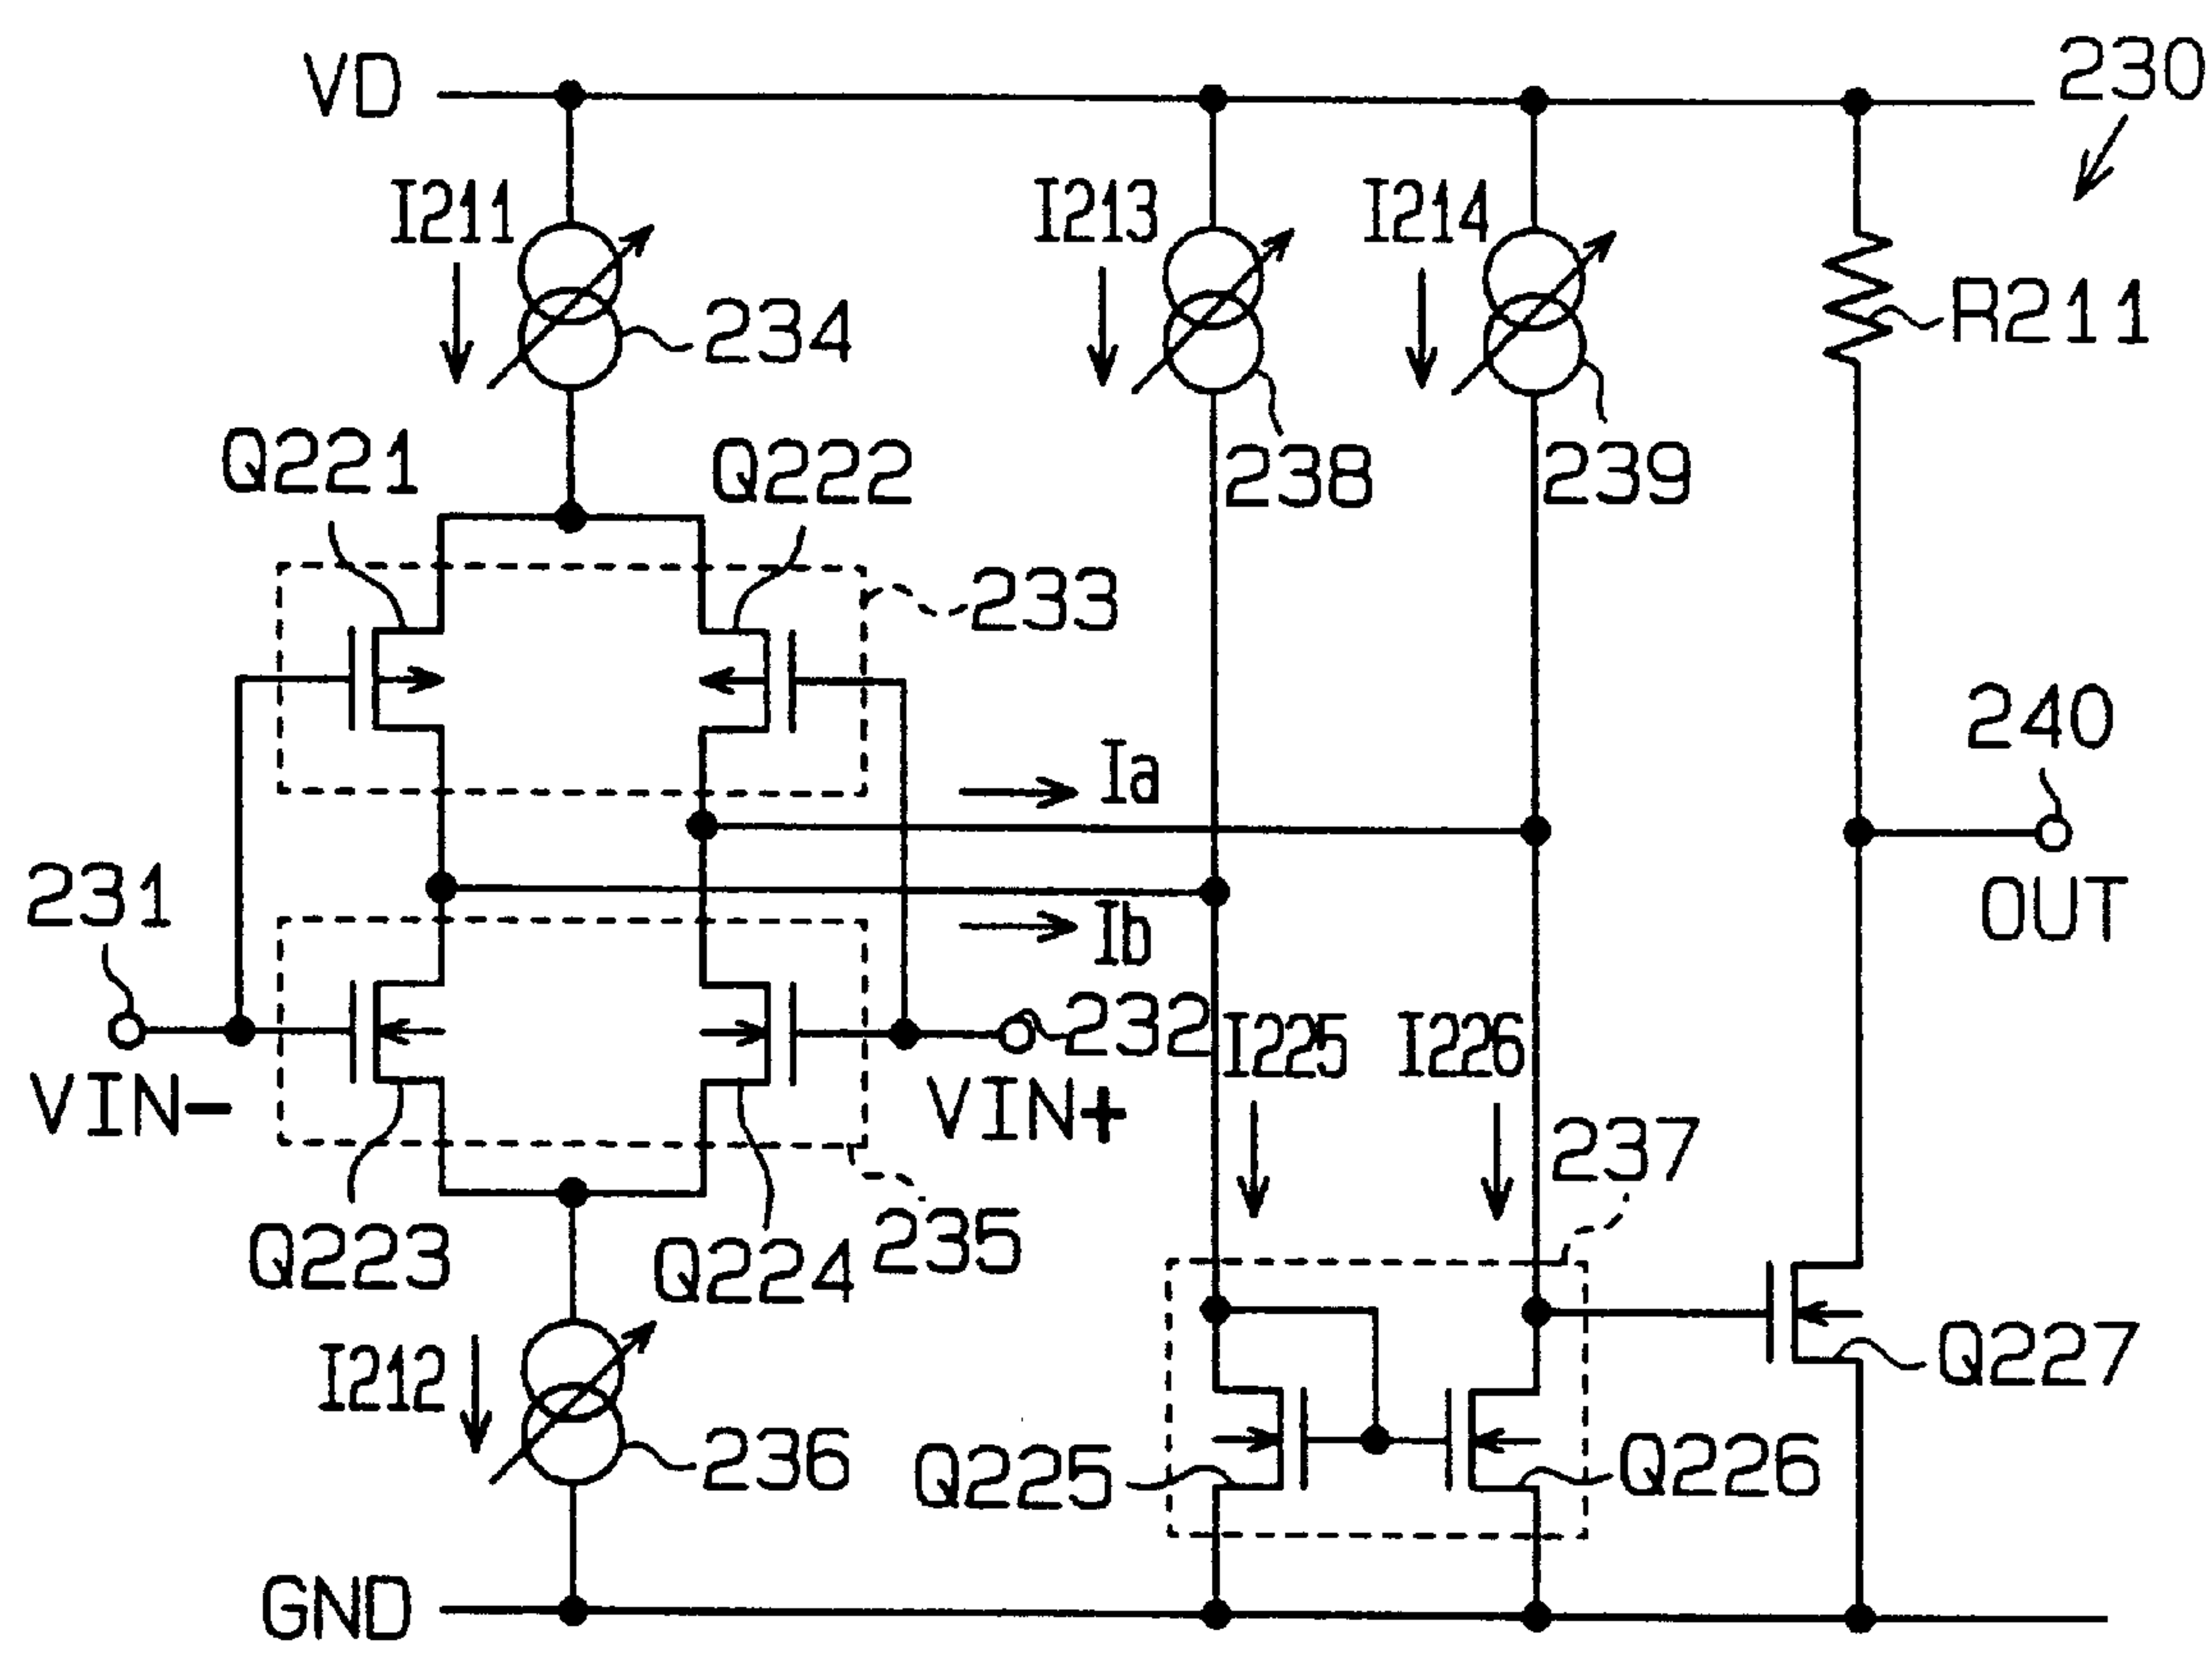 VD
230
I211
I213
I214
234
R211
Q221
Q222
238
239
233
240
Ia
231
OUT
Ib
232
I225
I226
VIN-
VIN+
237
235
Q223
Q224
I212
Q227
236
Q225
Q226
GND